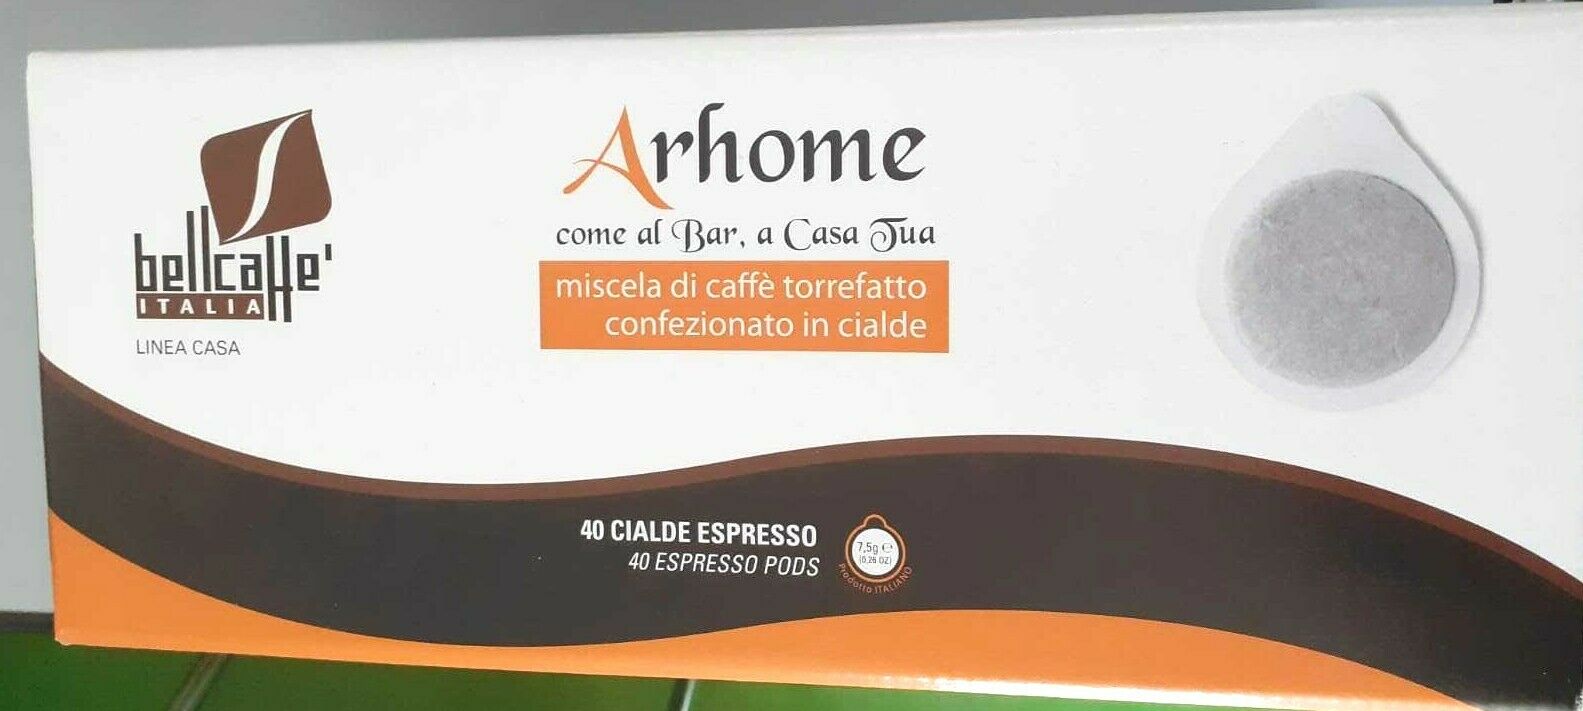 bellcaffe'
ITALIA
LINEA CASA
Arhome
come al Bar, a Casa Tua
miscela di caffè torrefatto
confezionato in cialde
40 CIALDE ESPRESSO
40 ESPRESSO PODS
7,5g ℮
(0,26 OZ)
Prodotto ITALIANO